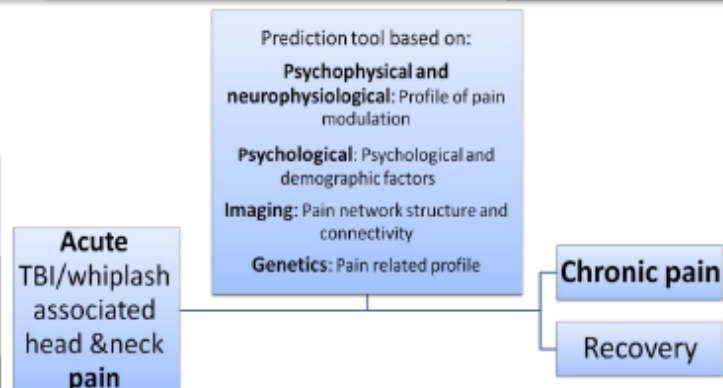 Prediction tool based on:
Psychophysical and
neurophysiological: Profile of pain
modulation
Psychological: Psychological and
demographic factors
Imaging: Pain network structure and
connectivity
Genetics: Pain related profile
Acute
TBI/whiplash
associated
head &neck
pain
Chronic pain
Recovery